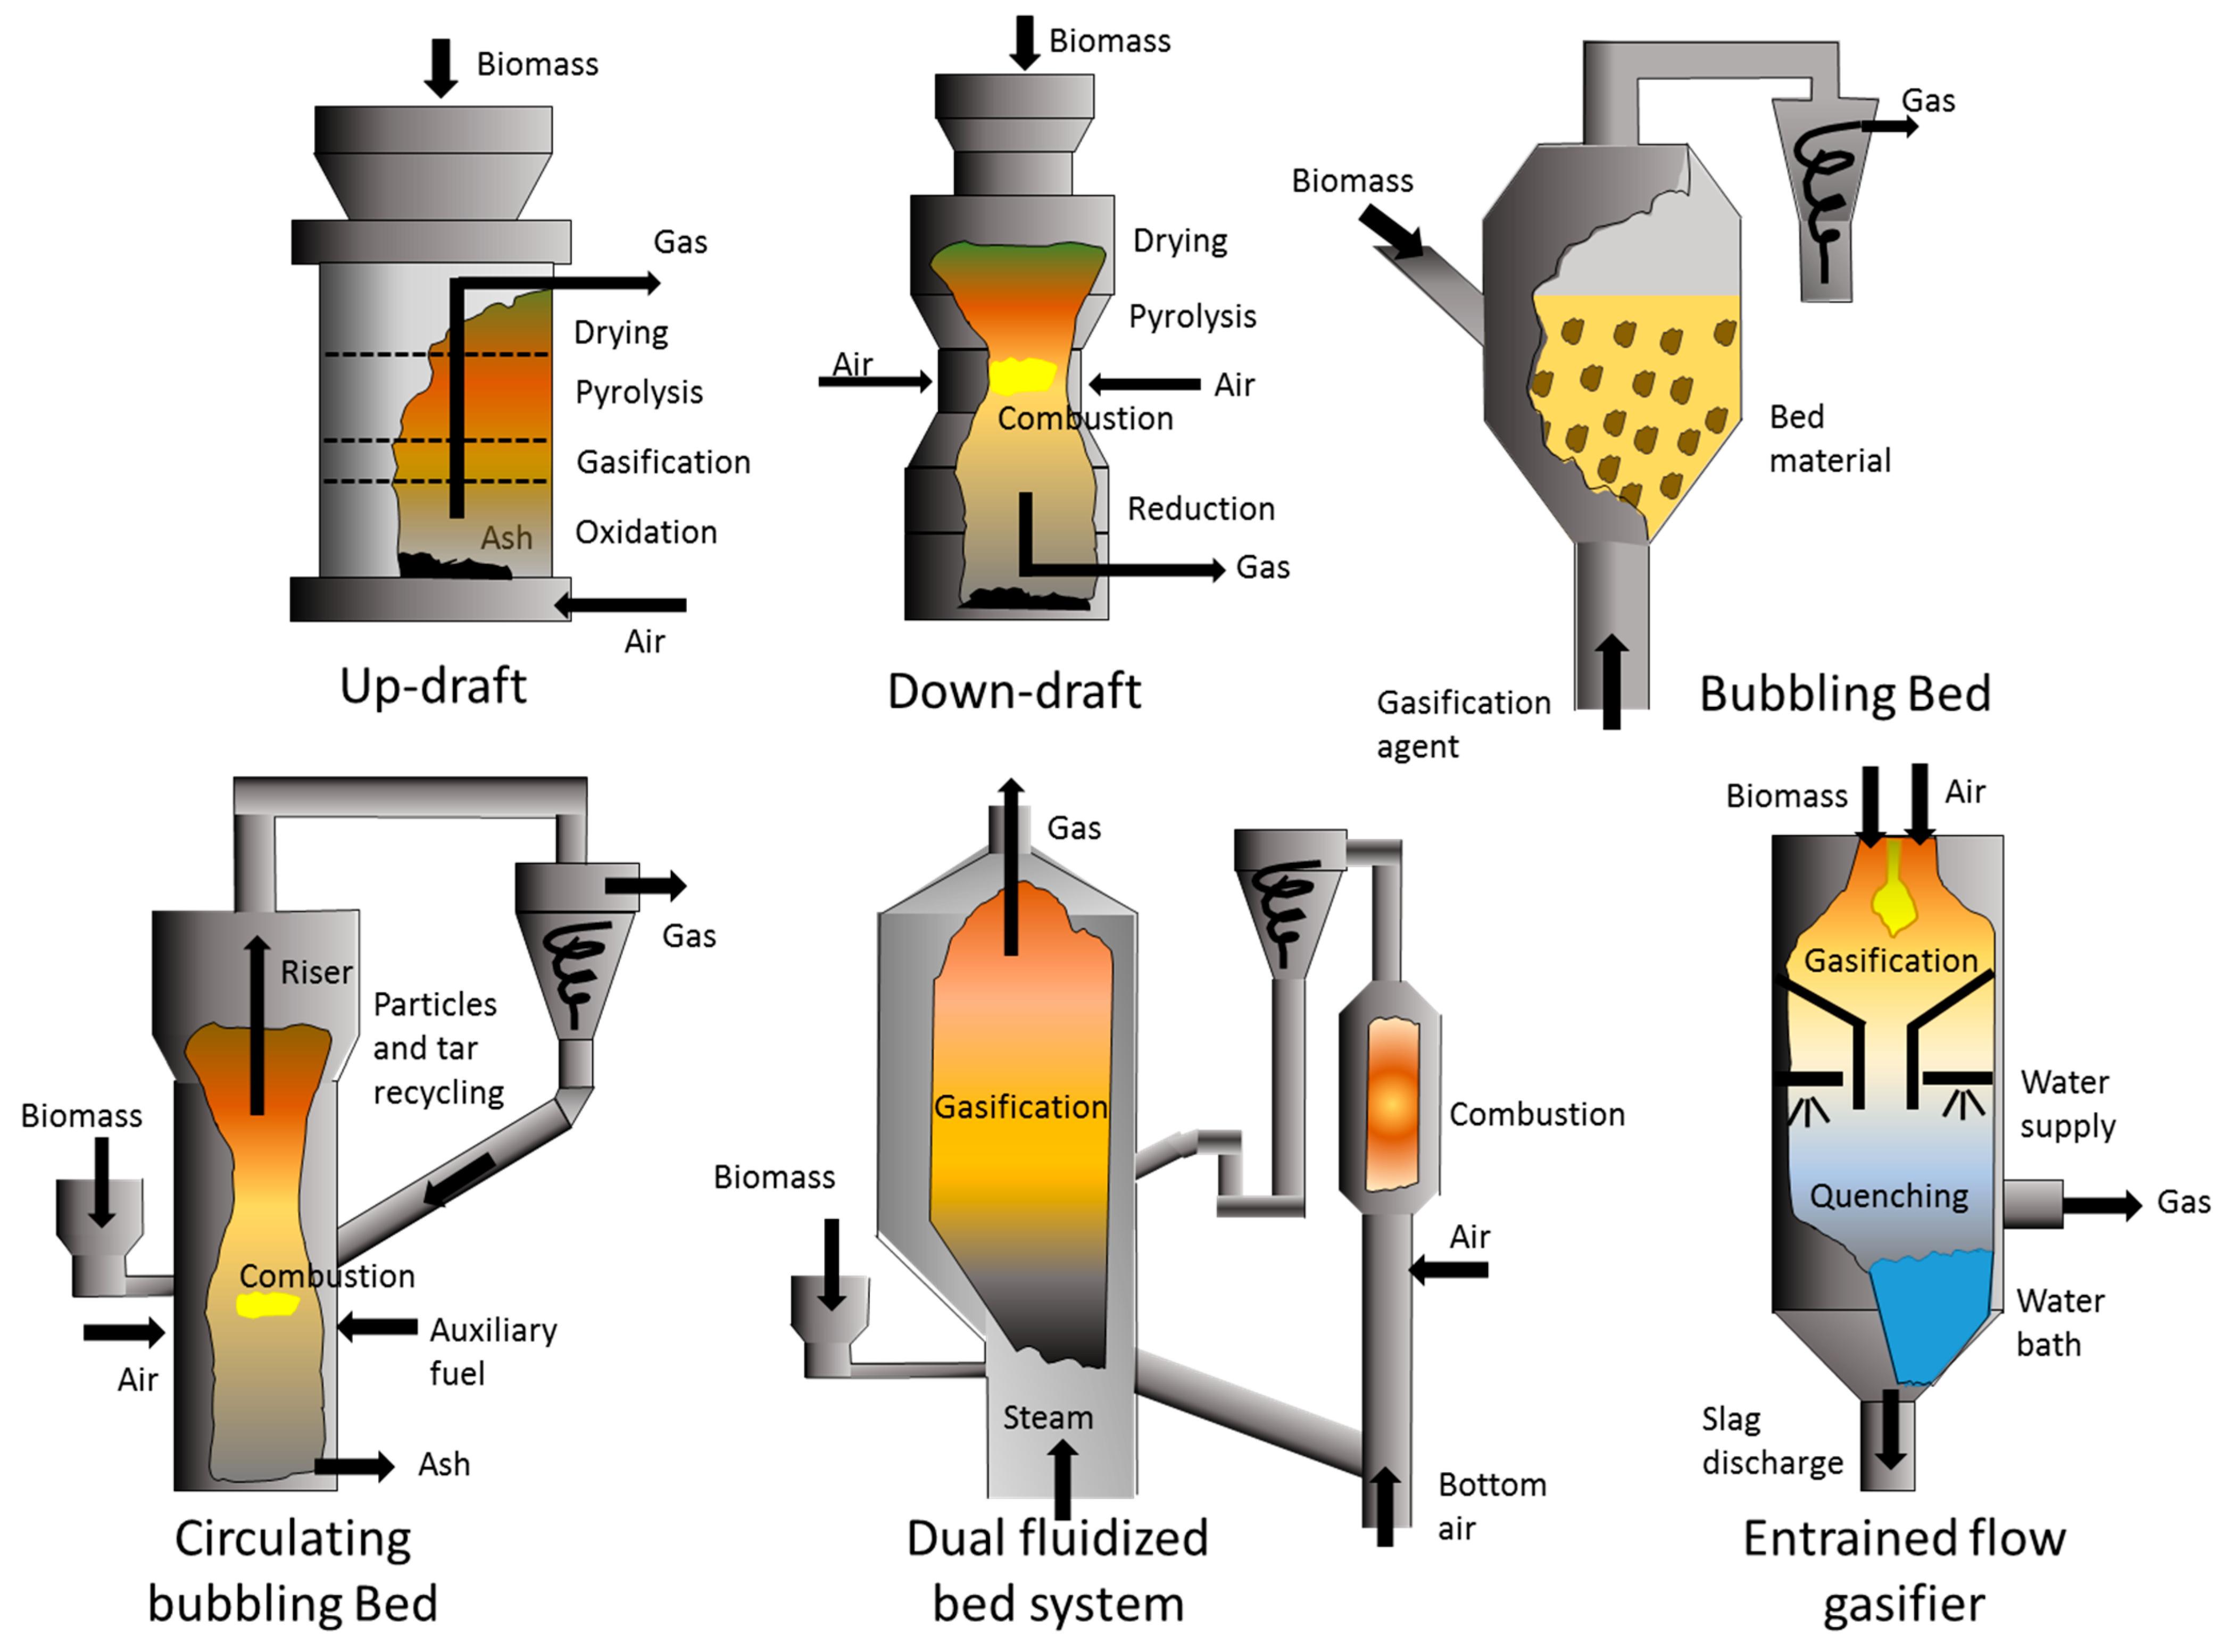 Biomass
Gas
Drying
Pyrolysis
Gasification
Ash
Oxidation
Air
Up-draft
Biomass
Drying
Pyrolysis
Air
Air
Combustion
Reduction
Gas
Down-draft
Gas
Biomass
Bed
material
Gasification
agent
Bubbling Bed
Gas
Riser
Particles
and tar
recycling
Biomass
Combustion
Auxiliary
fuel
Air
Ash
Circulating
bubbling Bed
Gas
Gasification
Combustion
Biomass
Air
Steam
Bottom
air
Dual fluidized
bed system
Biomass
Air
Gasification
Water
supply
Quenching
Gas
Water
bath
Slag
discharge
Entrained flow
gasifier